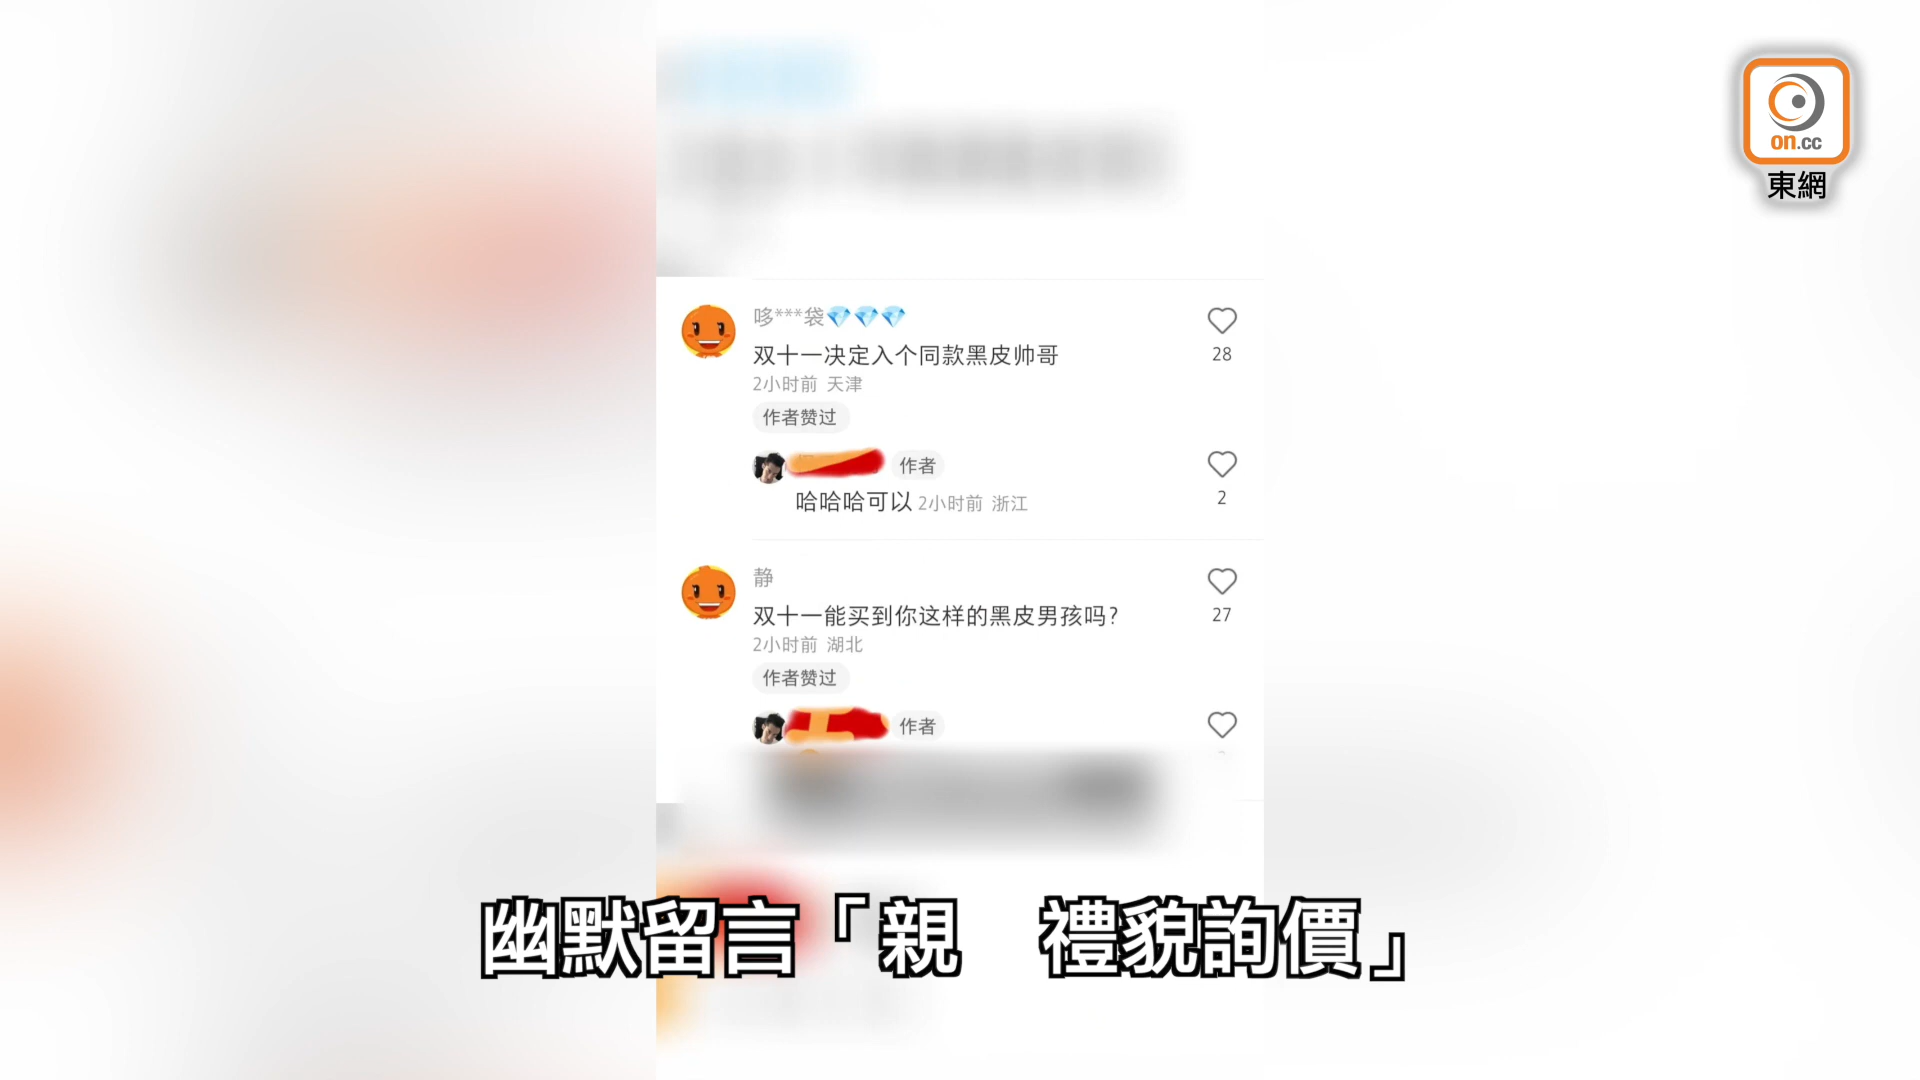 on.cc
東網
哆***袋💎💎💎
双十一决定入个同款黑皮帅哥
28
2小时前 天津
作者赞过
作者
哈哈哈可以 2小时前 浙江
2
静
双十一能买到你这样的黑皮男孩吗?
27
2小时前 湖北
作者赞过
作者
幽默留言「親　禮貌詢價」